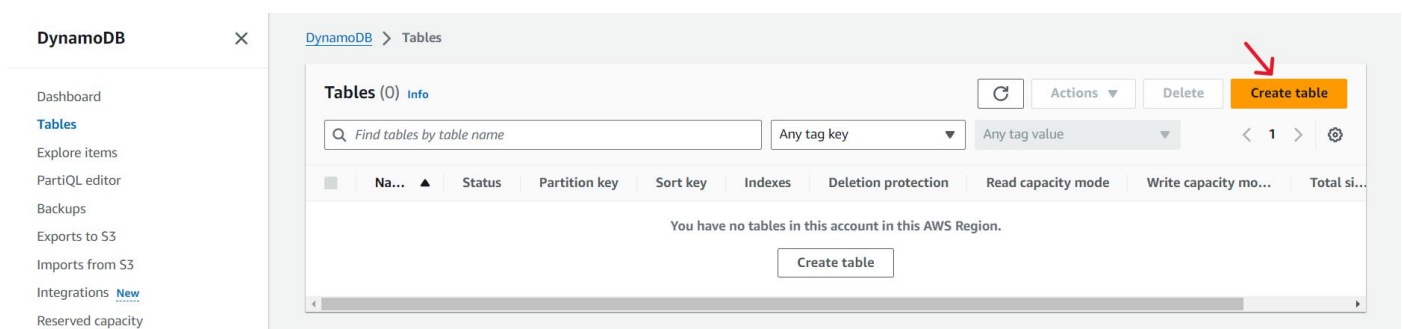 DynamoDB
Dashboard
Tables
Explore items
PartiQL editor
Backups
Exports to S3
Imports from S3
Integrations New
Reserved capacity
DynamoDB > Tables
Tables (0) Info
Actions
Delete
Create table
Find tables by table name
Any tag key
Any tag value
1
Na... Status Partition key Sort key Indexes Deletion protection Read capacity mode Write capacity mo... Total si...
You have no tables in this account in this AWS Region.
Create table